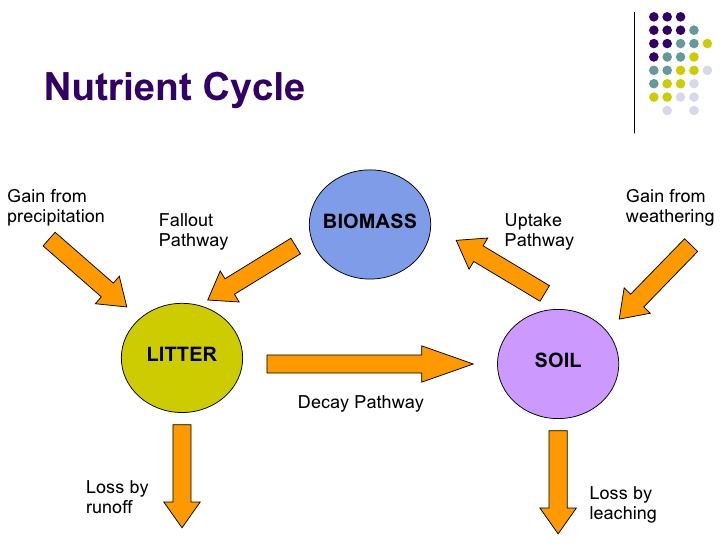 Nutrient Cycle
Gain from
precipitation
Fallout
Pathway
BIOMASS
Uptake
Pathway
Gain from
weathering
LITTER
SOIL
Decay Pathway
Loss by
runoff
Loss by
leaching